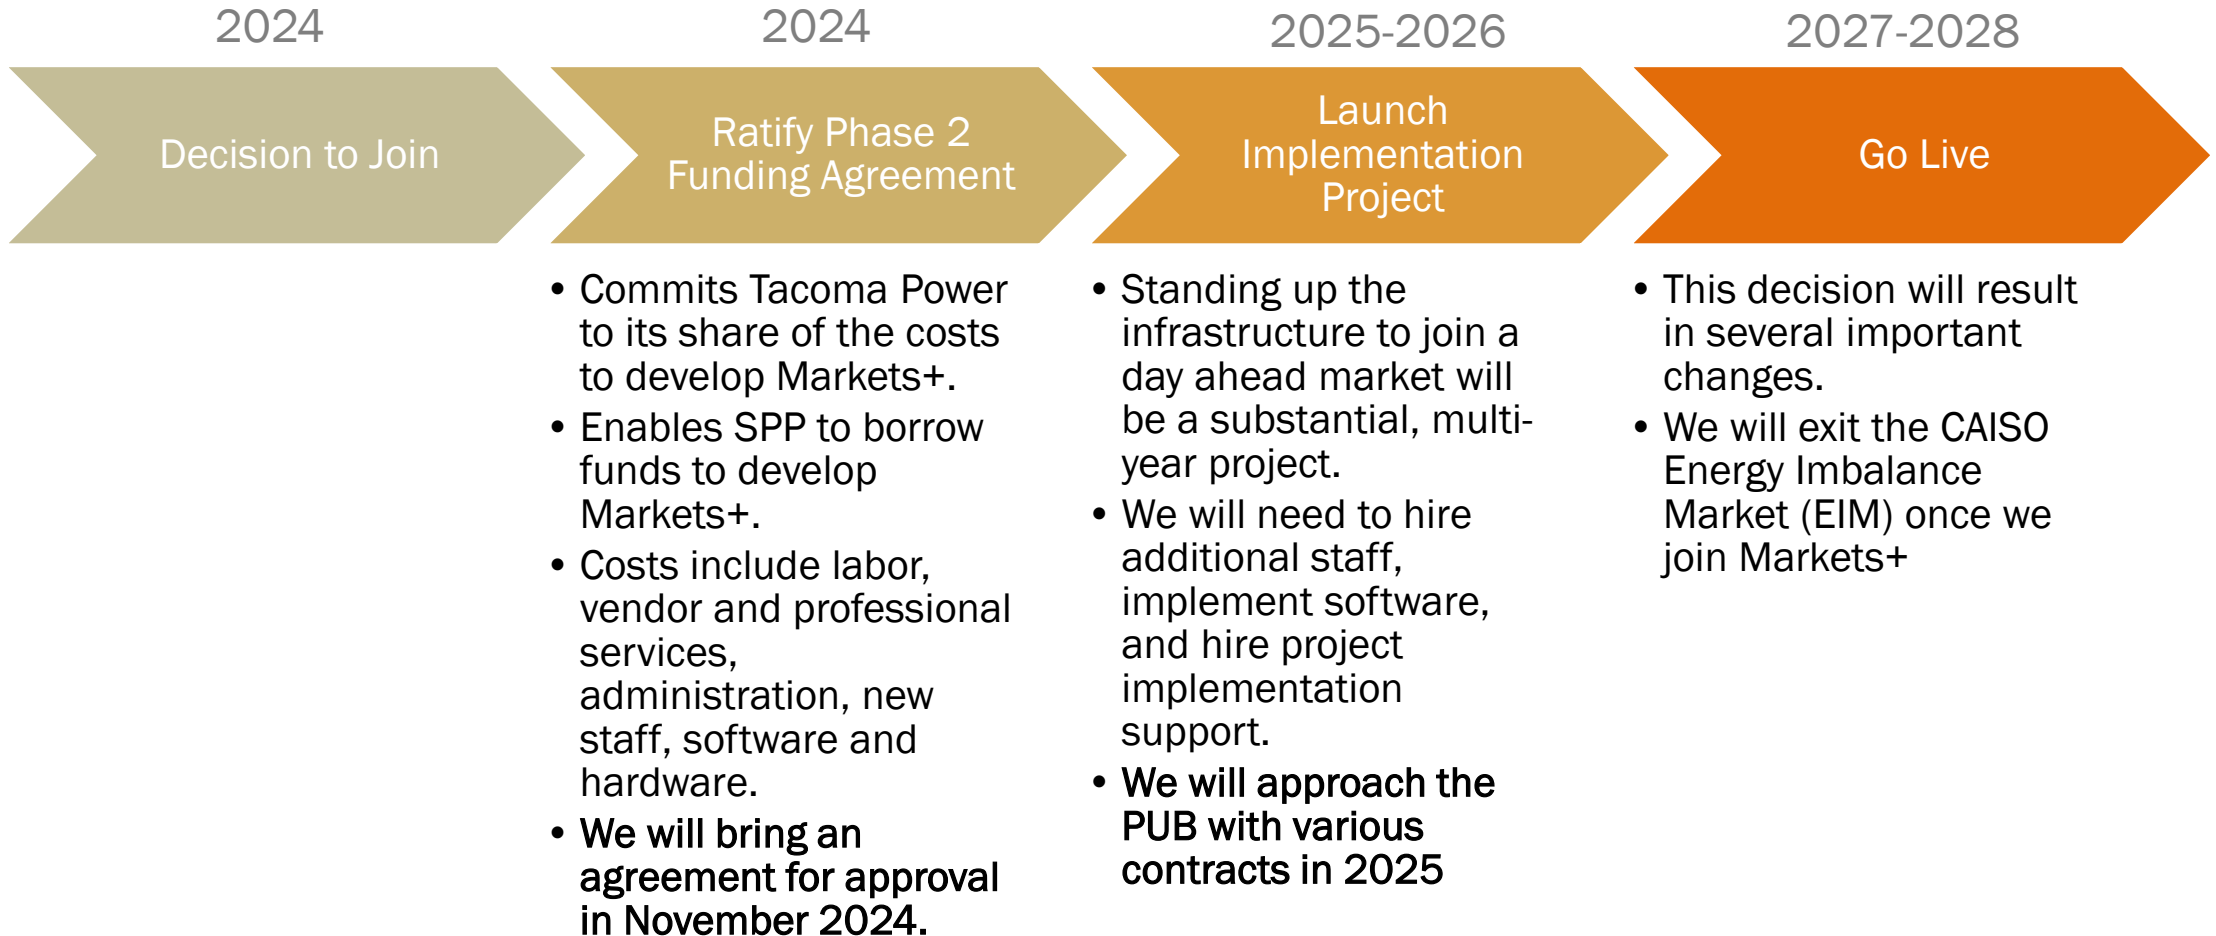 2024
Decision to Join
2024
Ratify Phase 2
Funding Agreement
• Commits Tacoma Power
to its share of the costs
to develop Markets+.
• Enables SPP to borrow
funds to develop
Markets+.
• Costs include labor,
vendor and professional
services,
administration, new
staff, software and
hardware.
• We will bring an
agreement for approval
in November 2024.
2025-2026
Launch
Implementation
Project
• Standing up the
infrastructure to join a
day ahead market will
be a substantial, multi-
year project.
• We will need to hire
additional staff,
implement software,
and hire project
implementation
support.
• We will approach the
PUB with various
contracts in 2025
2027-2028
Go Live
• This decision will result
in several important
changes.
• We will exit the CAISO
Energy Imbalance
Market (EIM) once we
join Markets+